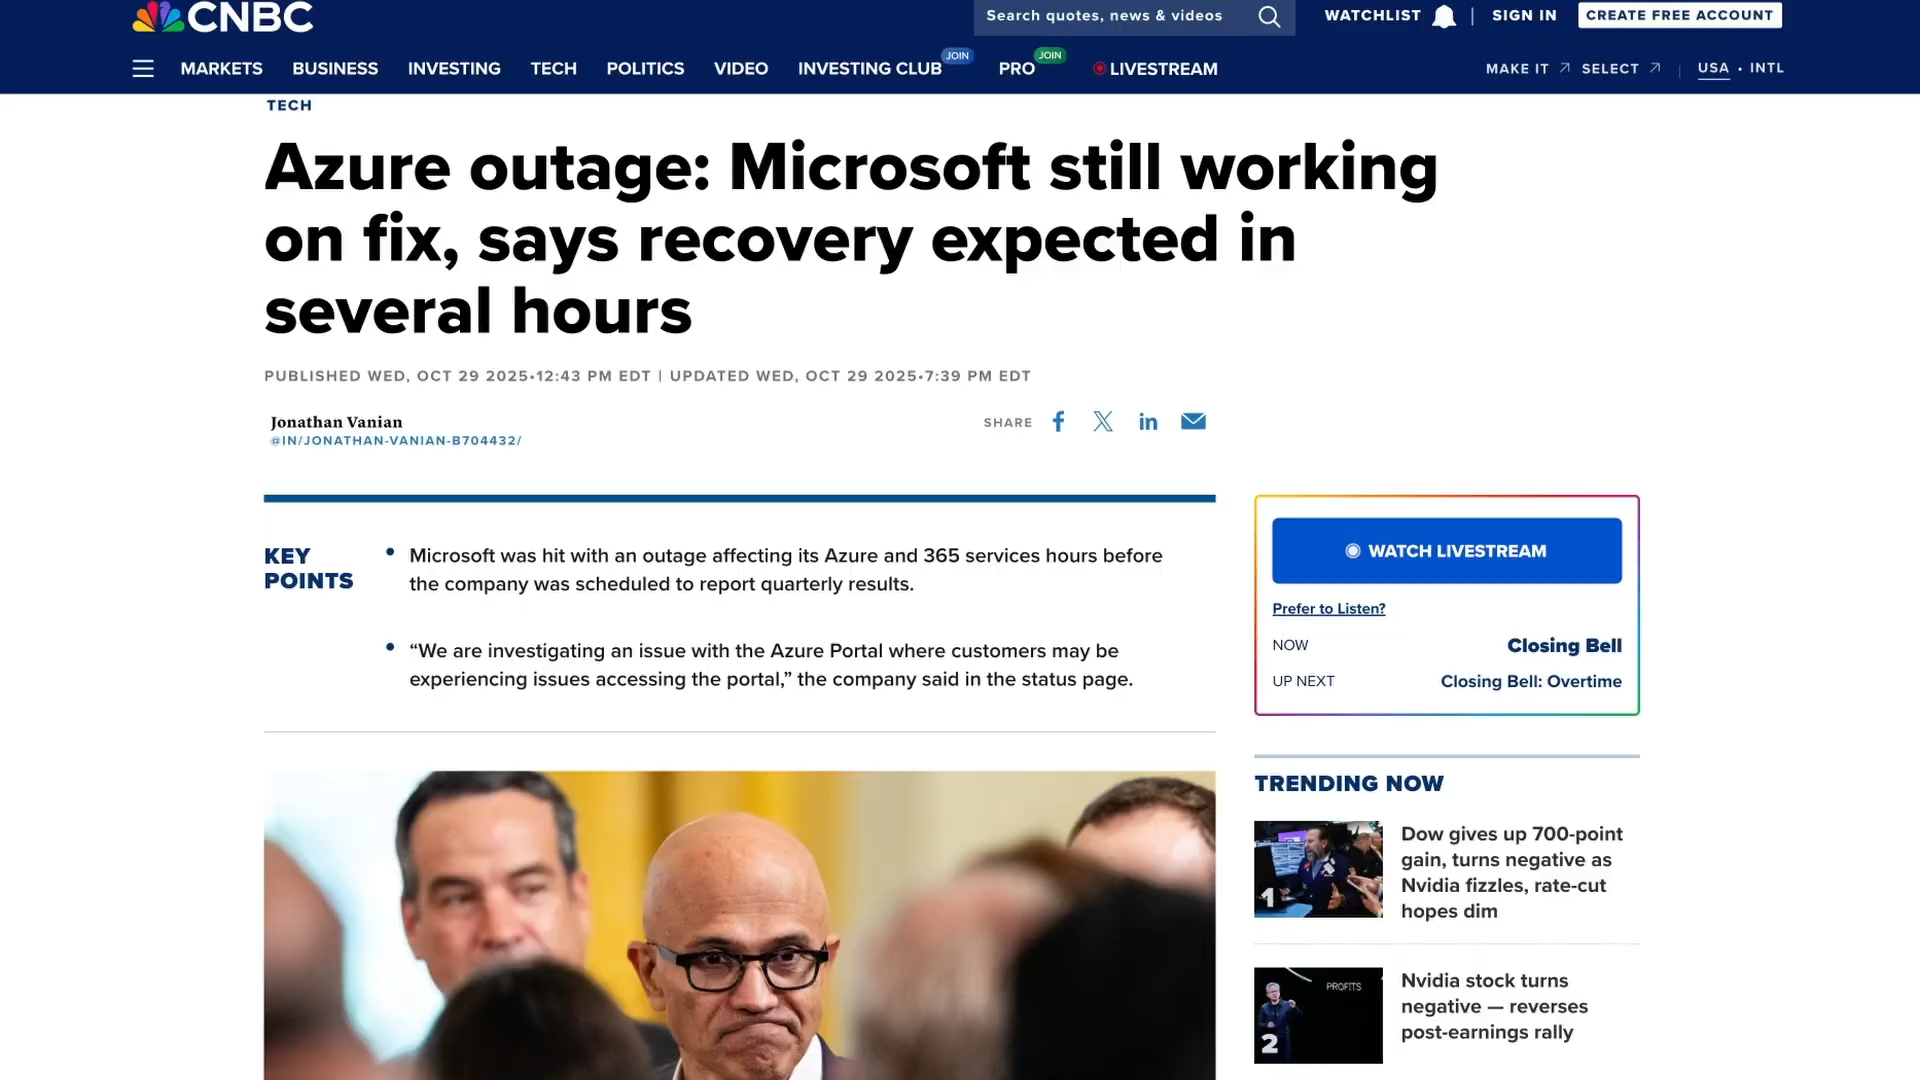 CNBC
Search quotes, news & videos
WATCHLIST
SIGN IN
CREATE FREE ACCOUNT
MARKETS
BUSINESS
INVESTING
TECH
POLITICS
VIDEO
INVESTING CLUB
JOIN
PRO
JOIN
LIVESTREAM
MAKE IT
SELECT
USA • INTL
TECH
Azure outage: Microsoft still working
on fix, says recovery expected in
several hours
PUBLISHED WED, OCT 29 2025•12:43 PM EDT | UPDATED WED, OCT 29 2025•7:39 PM EDT
Jonathan Vanian
@IN/JONATHAN-VANIAN-B704432/
SHARE
KEY
POINTS
• Microsoft was hit with an outage affecting its Azure and 365 services hours before
the company was scheduled to report quarterly results.
• “We are investigating an issue with the Azure Portal where customers may be
experiencing issues accessing the portal,” the company said in the status page.
WATCH LIVESTREAM
Prefer to Listen?
NOW
Closing Bell
UP NEXT
Closing Bell: Overtime
TRENDING NOW
1
Dow gives up 700-point
gain, turns negative as
Nvidia fizzles, rate-cut
hopes dim
PROFITS
2
Nvidia stock turns
negative — reverses
post-earnings rally